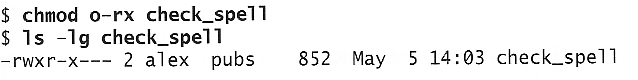 $ chmod o-rx check_spell
$ ls -lg check_spell
-rwxr-x--- 2 alex pubs 852 May 5 14:03 check_spell